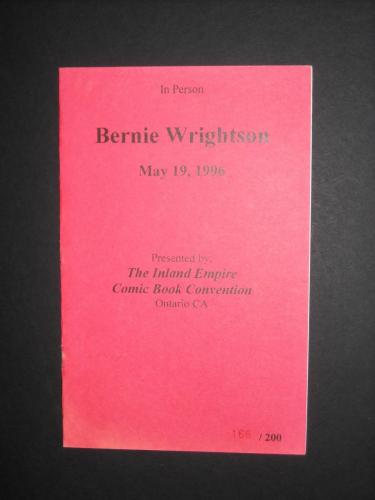 In Person
Bernie Wrightson
May 19, 1996
Presented by:
The Inland Empire
Comic Book Convention
Ontario CA
166 / 200